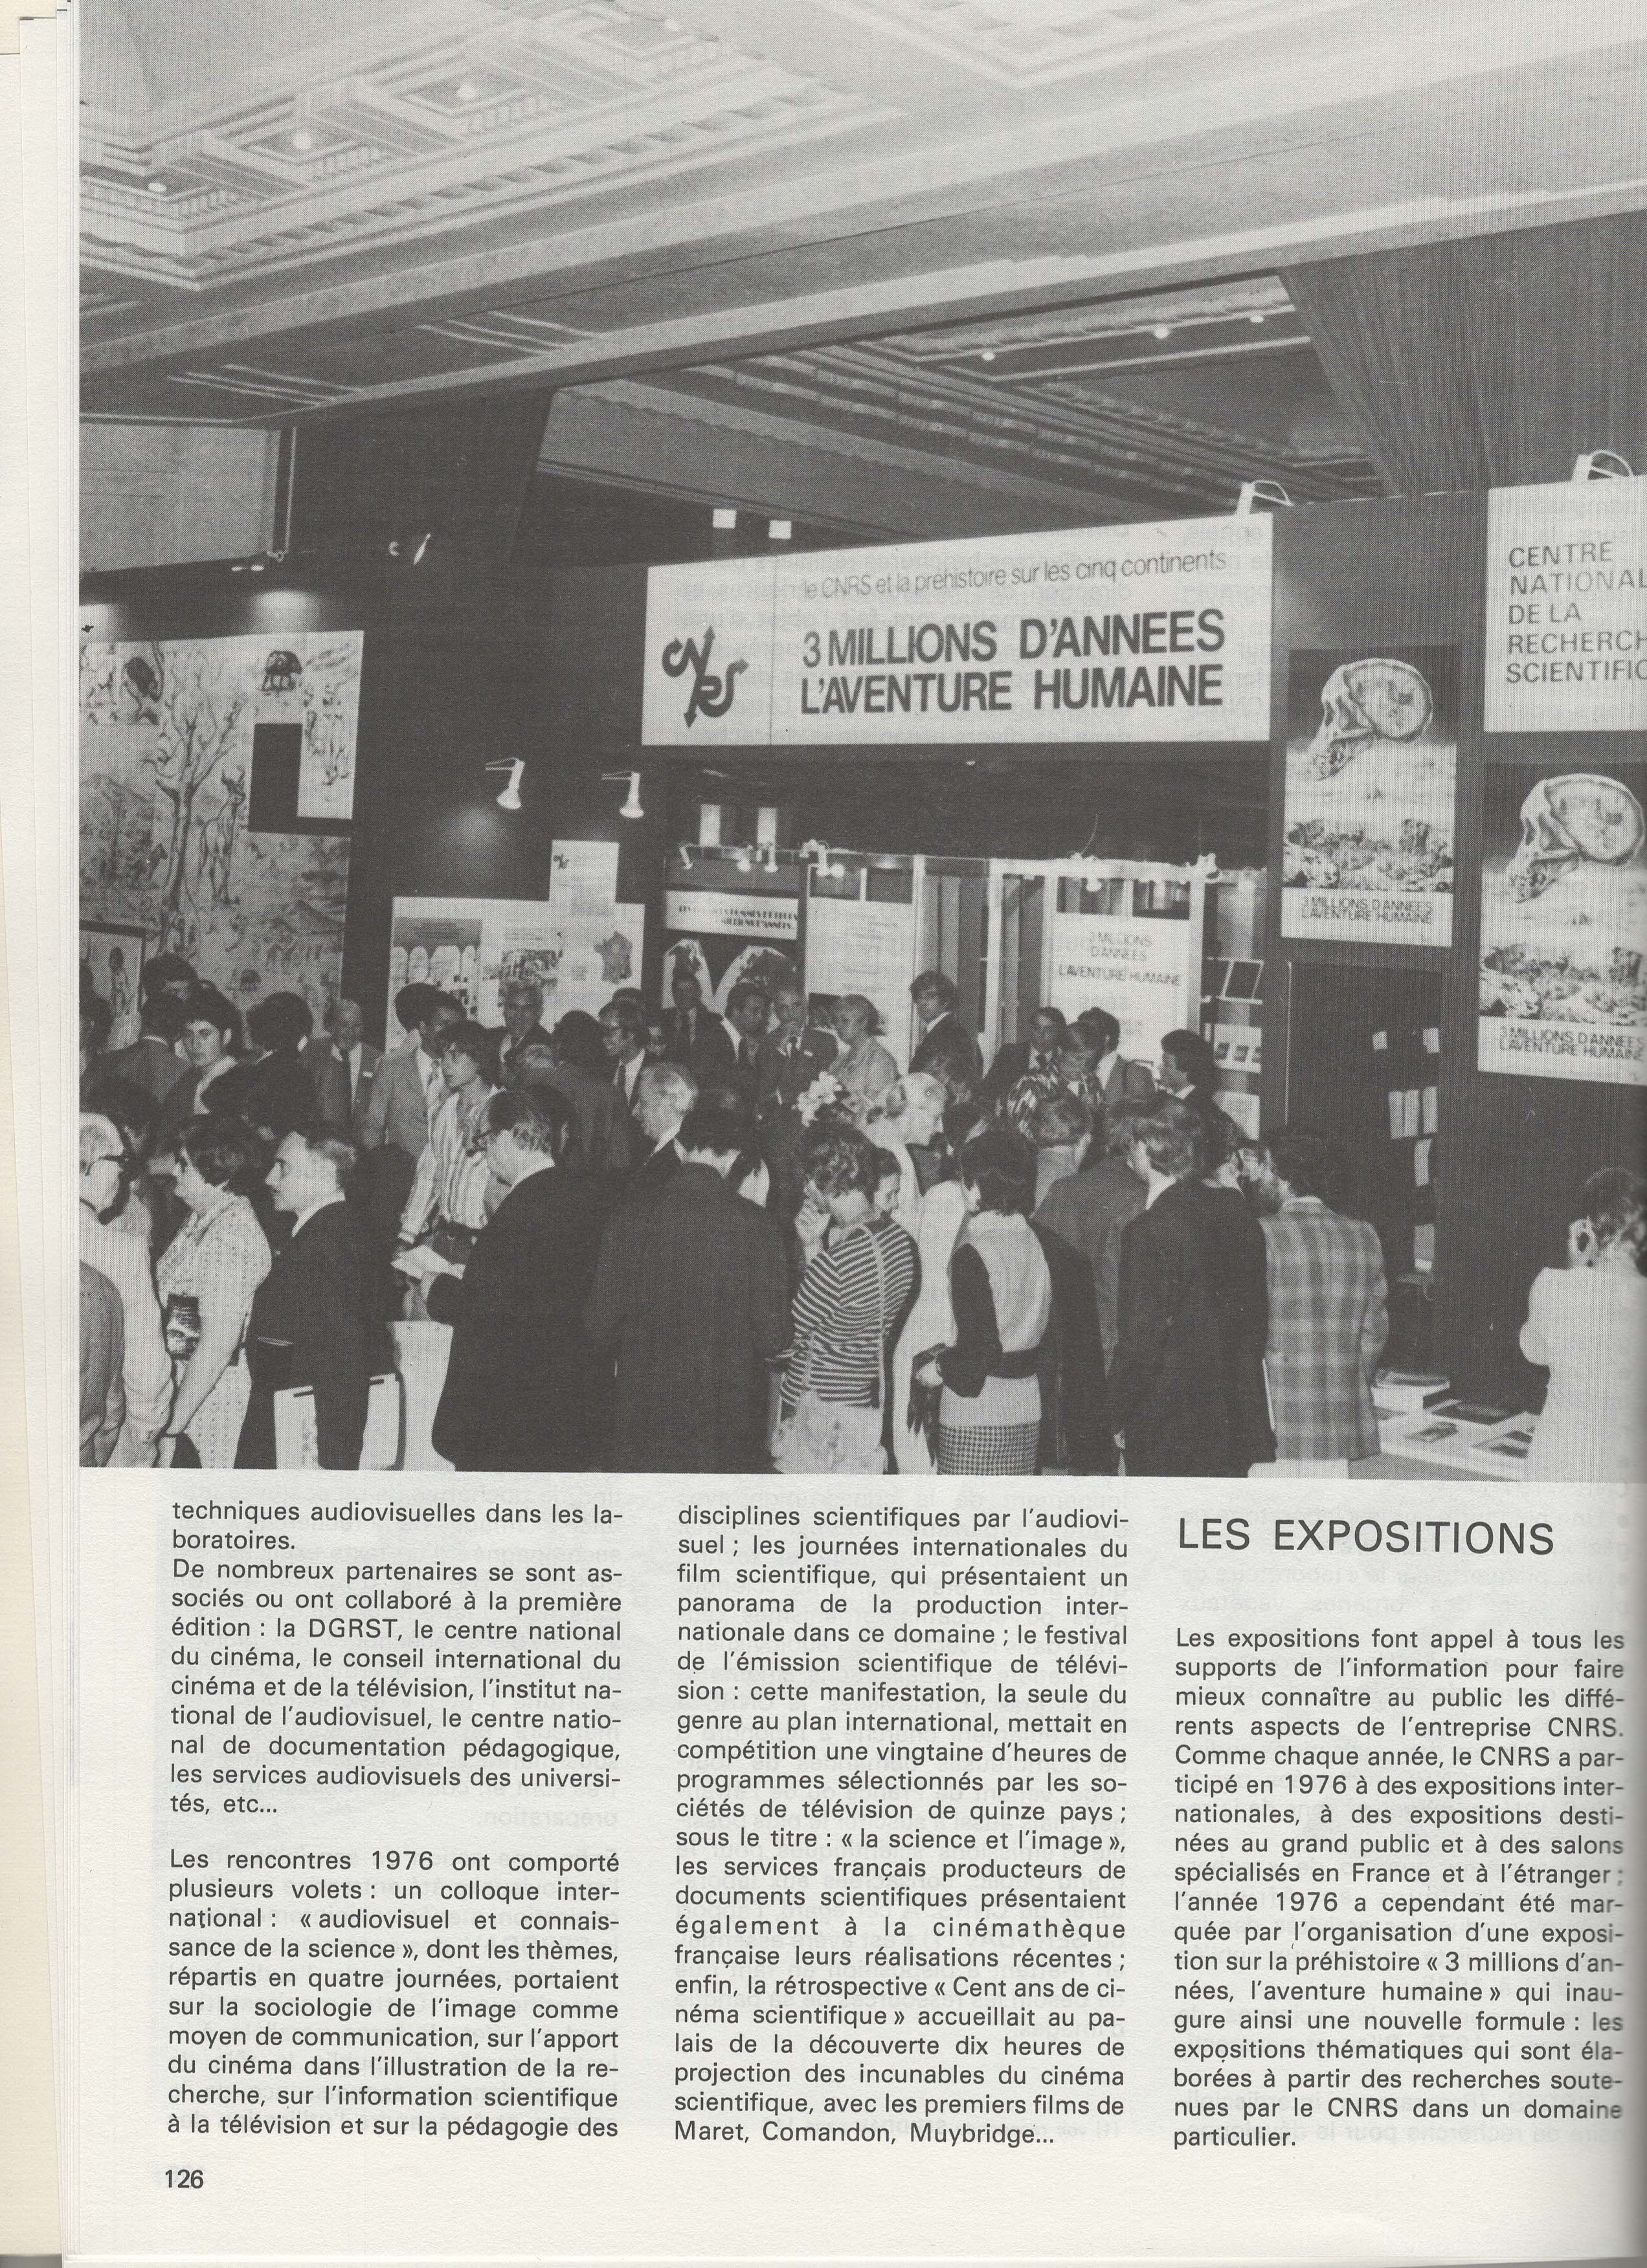 le CNRS et la préhistoire sur les cinq continents
CNRS
3 MILLIONS D'ANNEES
L'AVENTURE HUMAINE
CENTRE
NATIONAL
DE LA
RECHERCH
SCIENTIFIC
3 MILLIONS D'ANNEES
L'AVENTURE HUMAINE
3 MILLIONS D'ANNEES
L'AVENTURE HUMAINE
3 MILLIONS
D'ANNEES
L'AVENTURE HUMAINE
techniques audiovisuelles dans les la-
boratoires.
De nombreux partenaires se sont as-
sociés ou ont collaboré à la première
édition : la DGRST, le centre national
du cinéma, le conseil international du
cinéma et de la télévision, l'institut na-
tional de l'audiovisuel, le centre natio-
nal de documentation pédagogique,
les services audiovisuels des universi-
tés, etc...
Les rencontres 1976 ont comporté
plusieurs volets : un colloque inter-
national : « audiovisuel et connais-
sance de la science », dont les thèmes,
répartis en quatre journées, portaient
sur la sociologie de l'image comme
moyen de communication, sur l'apport
du cinéma dans l'illustration de la re-
cherche, sur l'information scientifique
à la télévision et sur la pédagogie des
disciplines scientifiques par l'audiovi-
suel ; les journées internationales du
film scientifique, qui présentaient un
panorama de la production inter-
nationale dans ce domaine ; le festival
de l'émission scientifique de télévi-
sion : cette manifestation, la seule du
genre au plan international, mettait en
compétition une vingtaine d'heures de
programmes sélectionnés par les so-
ciétés de télévision de quinze pays ;
sous le titre : « la science et l'image »,
les services français producteurs de
documents scientifiques présentaient
également à la cinémathèque
française leurs réalisations récentes ;
enfin, la rétrospective « Cent ans de ci-
néma scientifique » accueillait au pa-
lais de la découverte dix heures de
projection des incunables du cinéma
scientifique, avec les premiers films de
Maret, Comandon, Muybridge...
LES EXPOSITIONS
Les expositions font appel à tous les
supports de l'information pour faire
mieux connaître au public les diffé-
rents aspects de l'entreprise CNRS.
Comme chaque année, le CNRS a par-
ticipé en 1976 à des expositions inter-
nationales, à des expositions desti-
nées au grand public et à des salons
spécialisés en France et à l'étranger ;
l'année 1976 a cependant été mar-
quée par l'organisation d'une exposi-
tion sur la préhistoire « 3 millions d'an-
nées, l'aventure humaine » qui inau-
gure ainsi une nouvelle formule : les
expositions thématiques qui sont éla-
borées à partir des recherches soute-
nues par le CNRS dans un domaine
particulier.
126